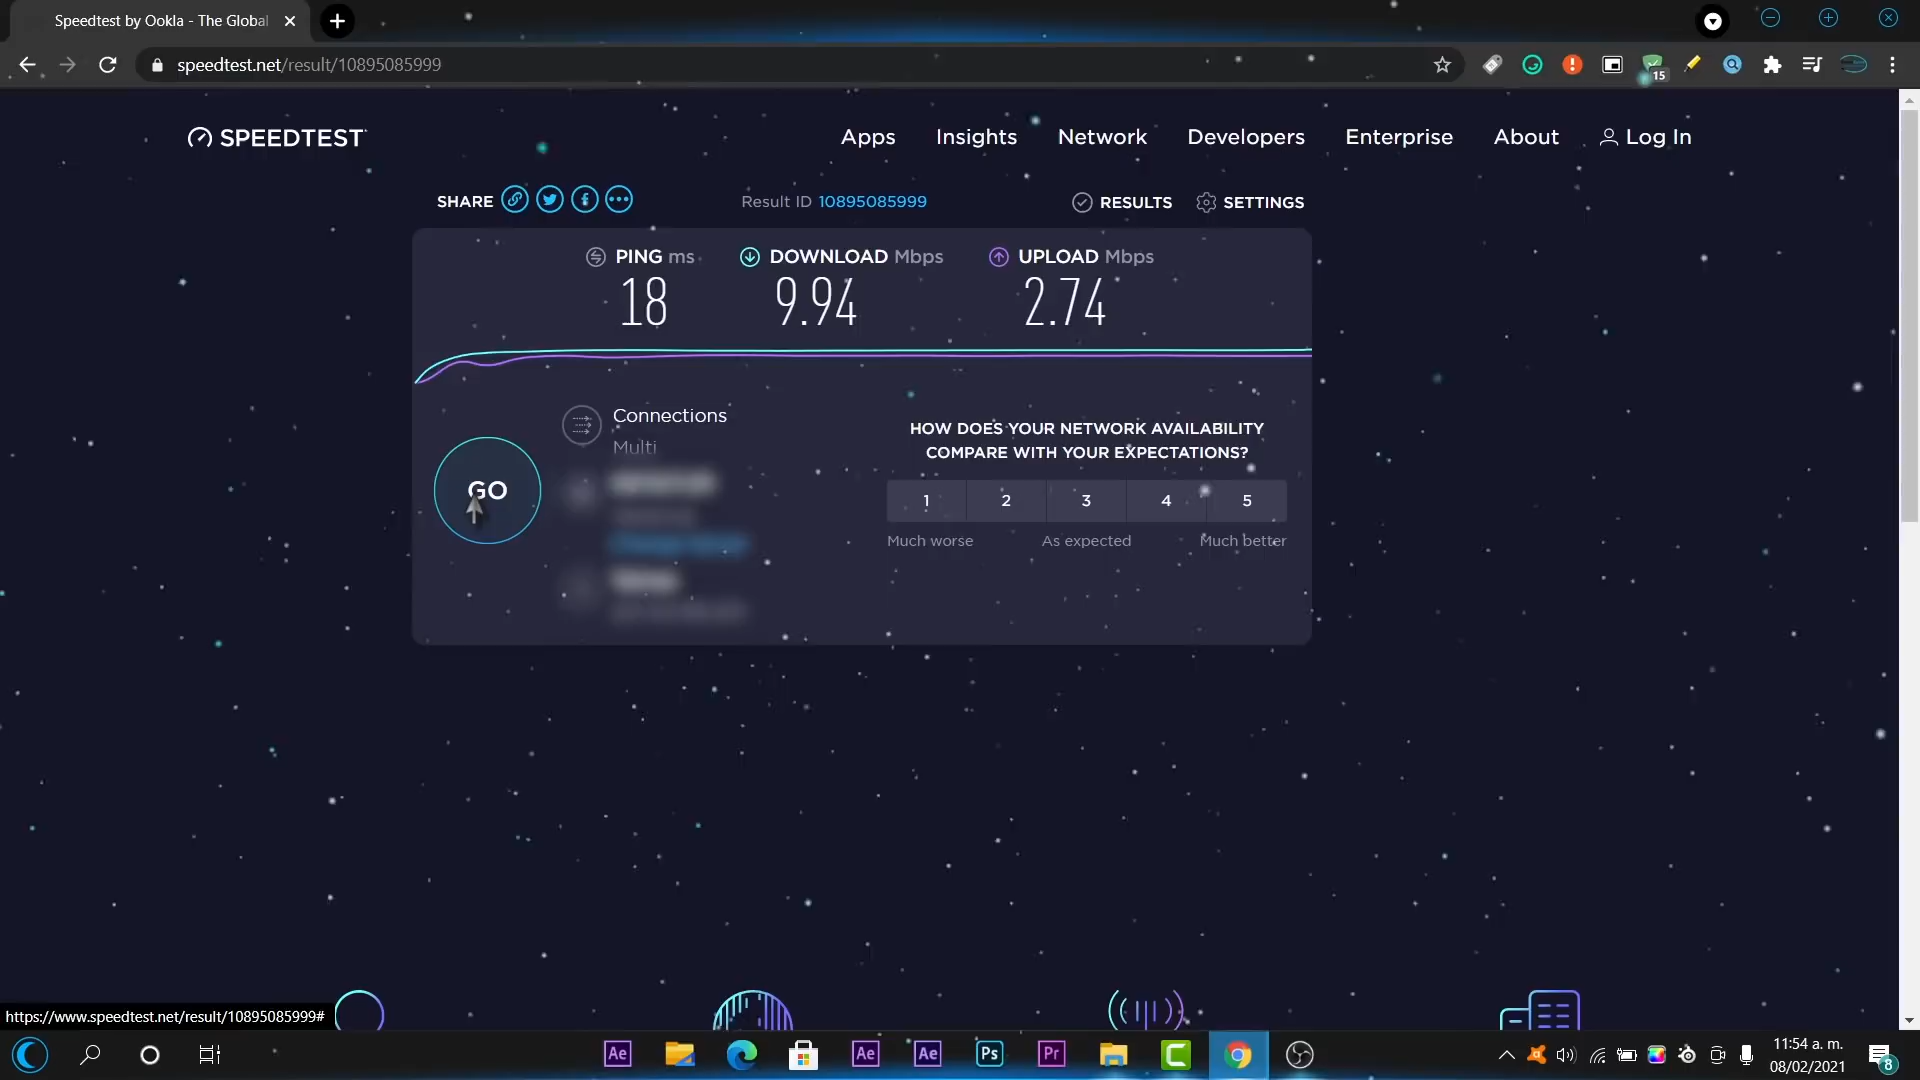 Speedtest by Ookla - The Global
speedtest.net/result/10895085999
15
SPEEDTEST
Apps Insights Network Developers Enterprise About Log In
SHARE Result ID 10895085999 RESULTS SETTINGS
PING ms DOWNLOAD Mbps UPLOAD Mbps
18 9.94 2.74
Connections
Multi
GO
HOW DOES YOUR NETWORK AVAILABILITY
COMPARE WITH YOUR EXPECTATIONS?
1 2 3 4 5
Much worse As expected Much better
https://www.speedtest.net/result/10895085999#
Ae Ae Ae Ps Pr
11:54 a. m.
08/02/2021
8